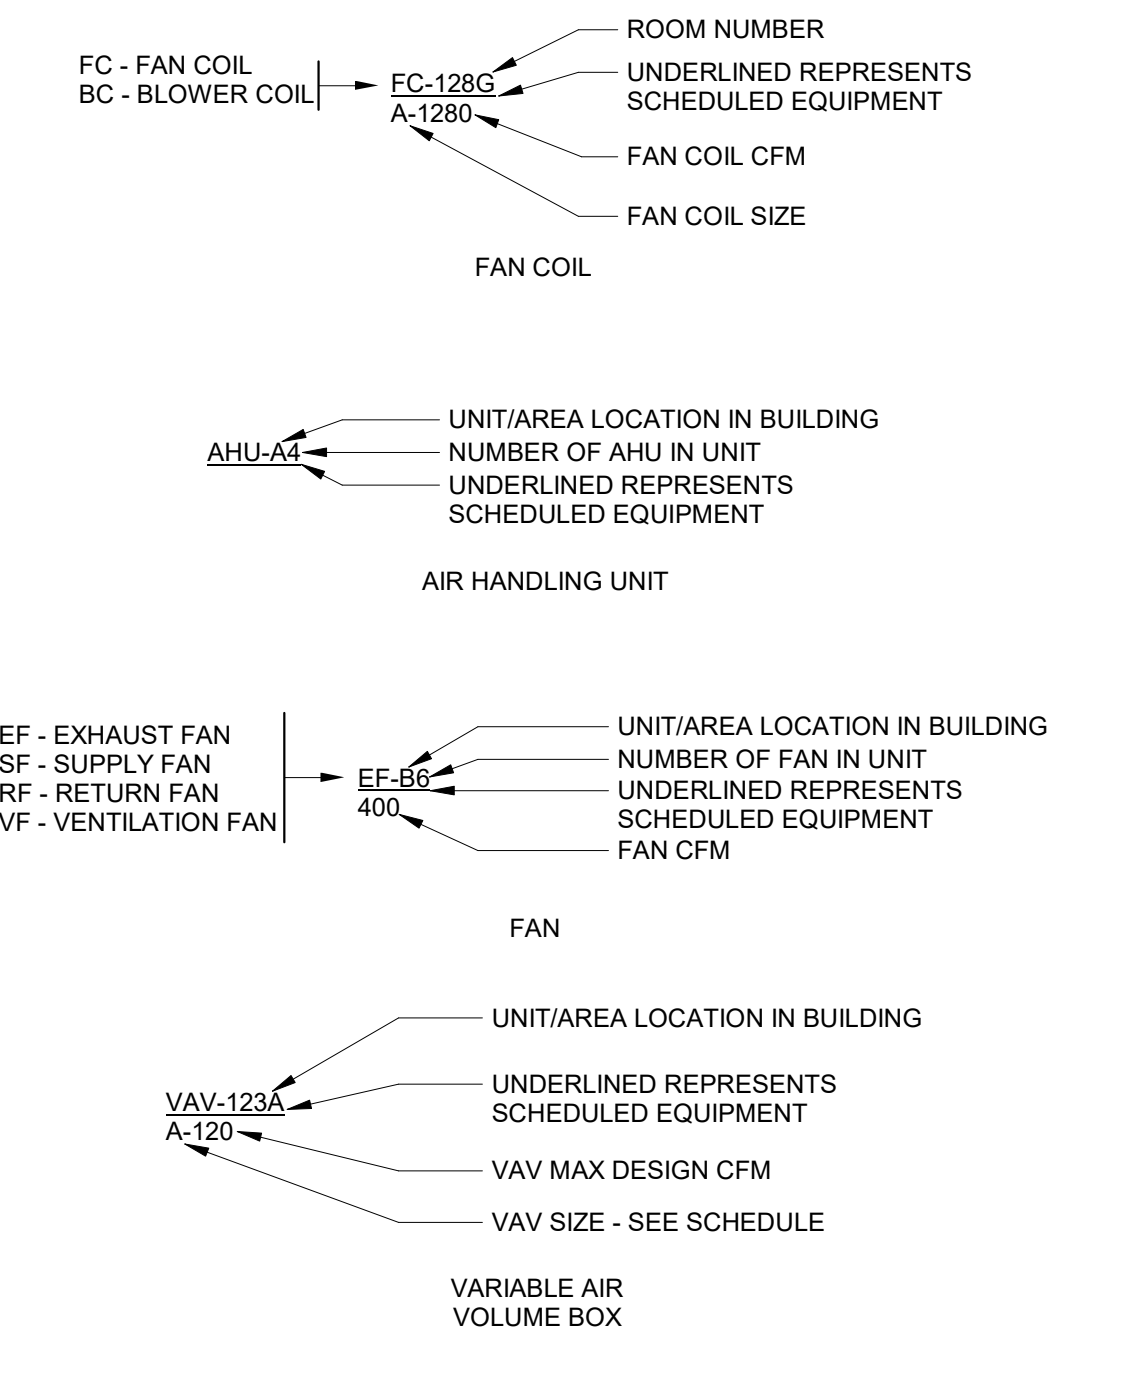 ROOM NUMBER
FC - FAN COIL
BC - BLOWER COIL
FC-128G
A-1280
UNDERLINED REPRESENTS
SCHEDULED EQUIPMENT
FAN COIL CFM
FAN COIL SIZE
FAN COIL
UNIT/AREA LOCATION IN BUILDING
AHU-A4
NUMBER OF AHU IN UNIT
UNDERLINED REPRESENTS
SCHEDULED EQUIPMENT
AIR HANDLING UNIT
EF - EXHAUST FAN
SF - SUPPLY FAN
RF - RETURN FAN
VF - VENTILATION FAN
EF-B6
400
UNIT/AREA LOCATION IN BUILDING
NUMBER OF FAN IN UNIT
UNDERLINED REPRESENTS
SCHEDULED EQUIPMENT
FAN CFM
FAN
UNIT/AREA LOCATION IN BUILDING
VAV-123A
A-120
UNDERLINED REPRESENTS
SCHEDULED EQUIPMENT
VAV MAX DESIGN CFM
VAV SIZE - SEE SCHEDULE
VARIABLE AIR
VOLUME BOX